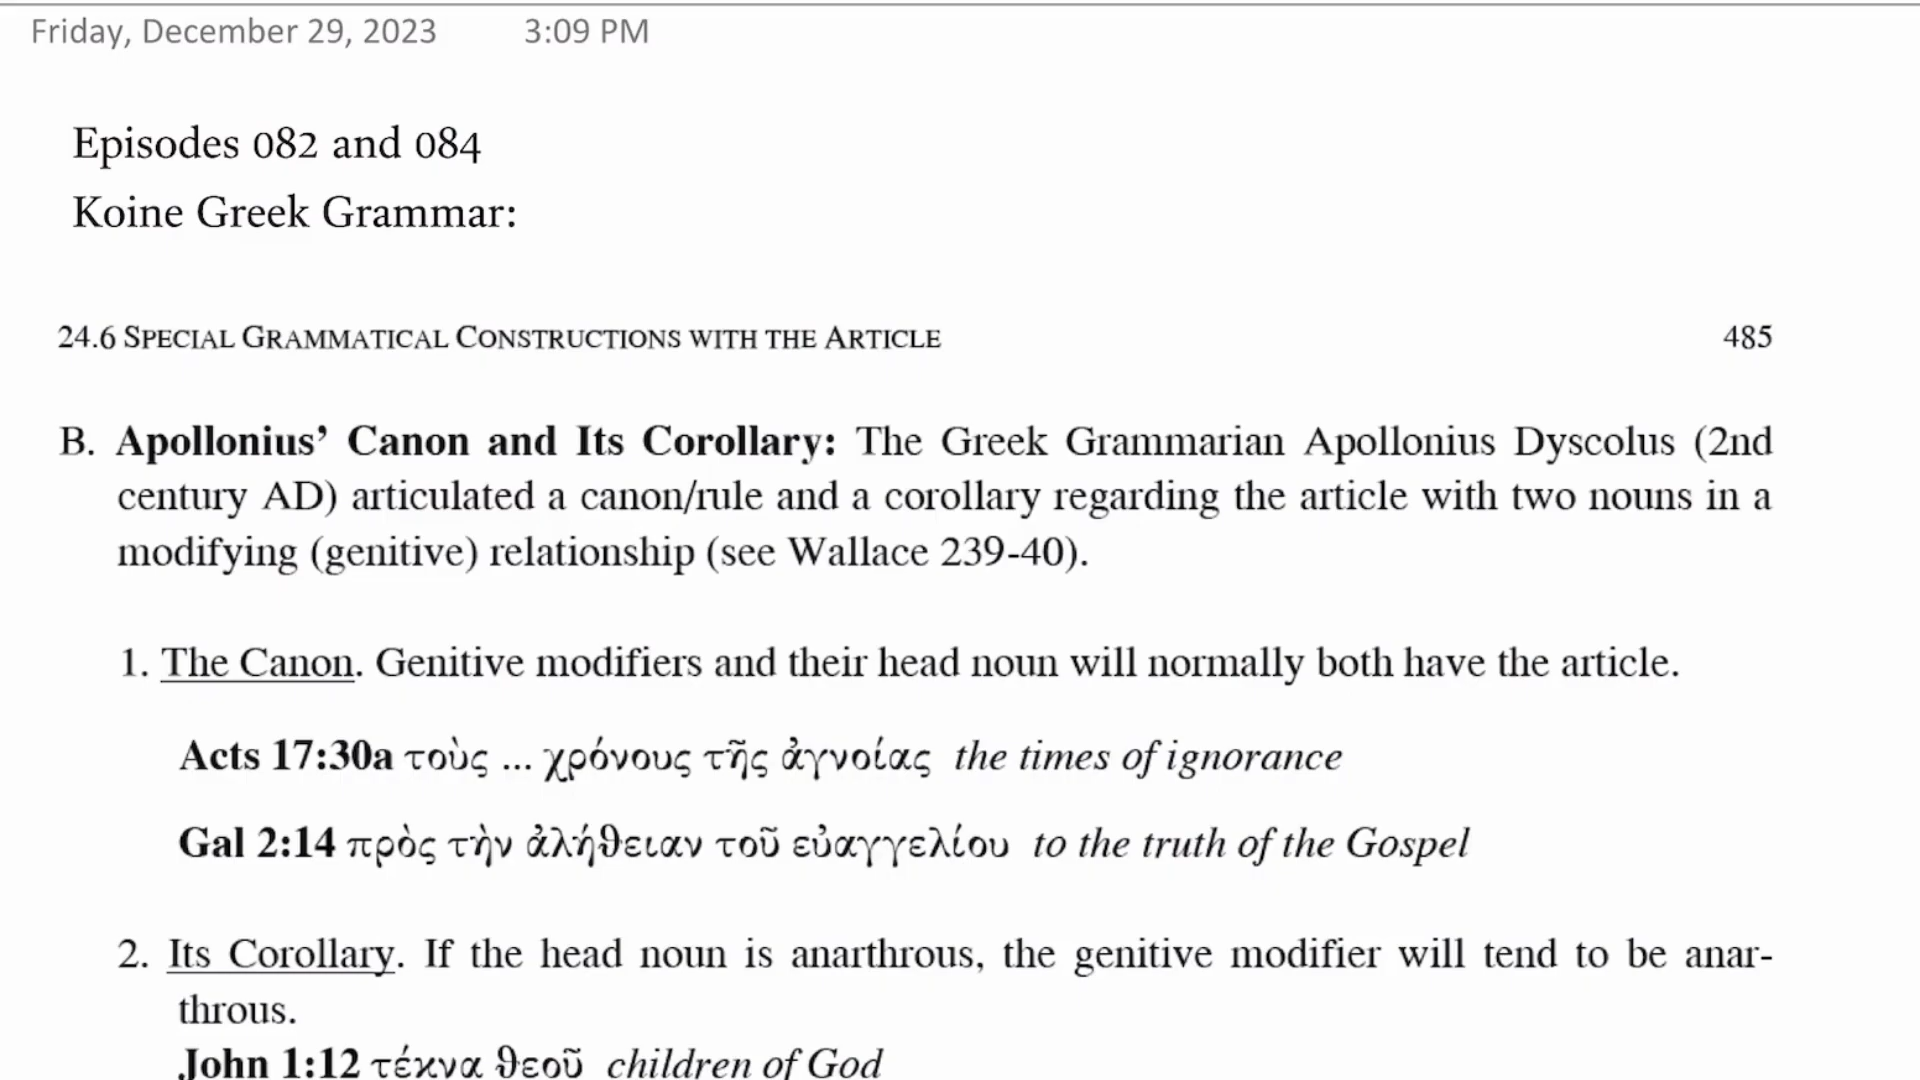 Friday, December 29, 2023 3:09 PM
Episodes 082 and 084
Koine Greek Grammar:
24.6 SPECIAL GRAMMATICAL CONSTRUCTIONS WITH THE ARTICLE 485
B. Apollonius’ Canon and Its Corollary: The Greek Grammarian Apollonius Dyscolus (2nd
century AD) articulated a canon/rule and a corollary regarding the article with two nouns in a
modifying (genitive) relationship (see Wallace 239-40).
1. The Canon. Genitive modifiers and their head noun will normally both have the article.
Acts 17:30a τοὺς ... χρόνους τῆς ἀγνοίας the times of ignorance
Gal 2:14 πρὸς τὴν ἀλήθειαν τοῦ εὐαγγελίου to the truth of the Gospel
2. Its Corollary. If the head noun is anarthrous, the genitive modifier will tend to be anar-
throus.
John 1:12 τέκνα θεοῦ children of God